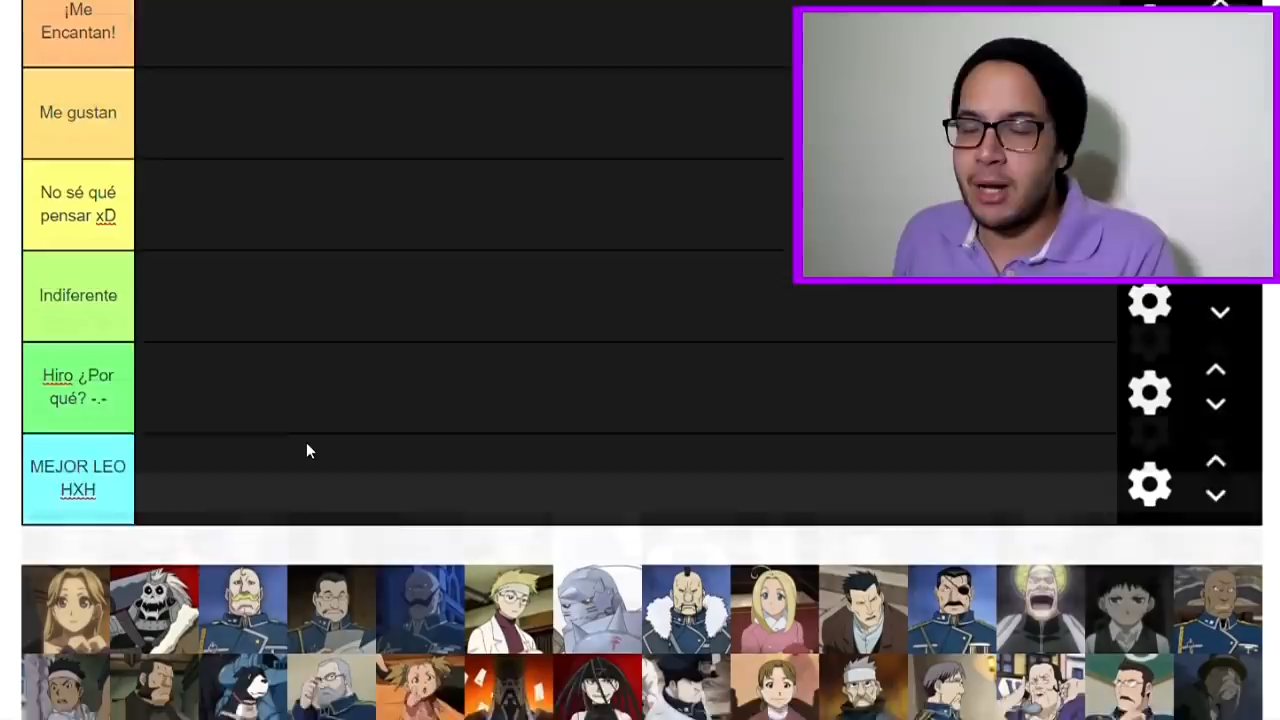 ¡Me
Encantan!
Me gustan
No sé qué
pensar xD
Indiferente
Hiro ¿Por
qué? -.-
MEJOR LEO
HXH